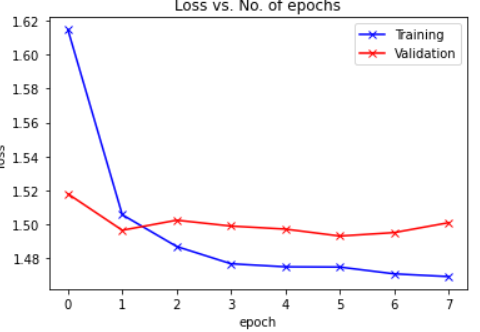 Loss vs. No. of epochs
Training
Validation
1.62
1.60
1.58
1.56
1.54
1.52
1.50
1.48
loss
0 1 2 3 4 5 6 7
epoch